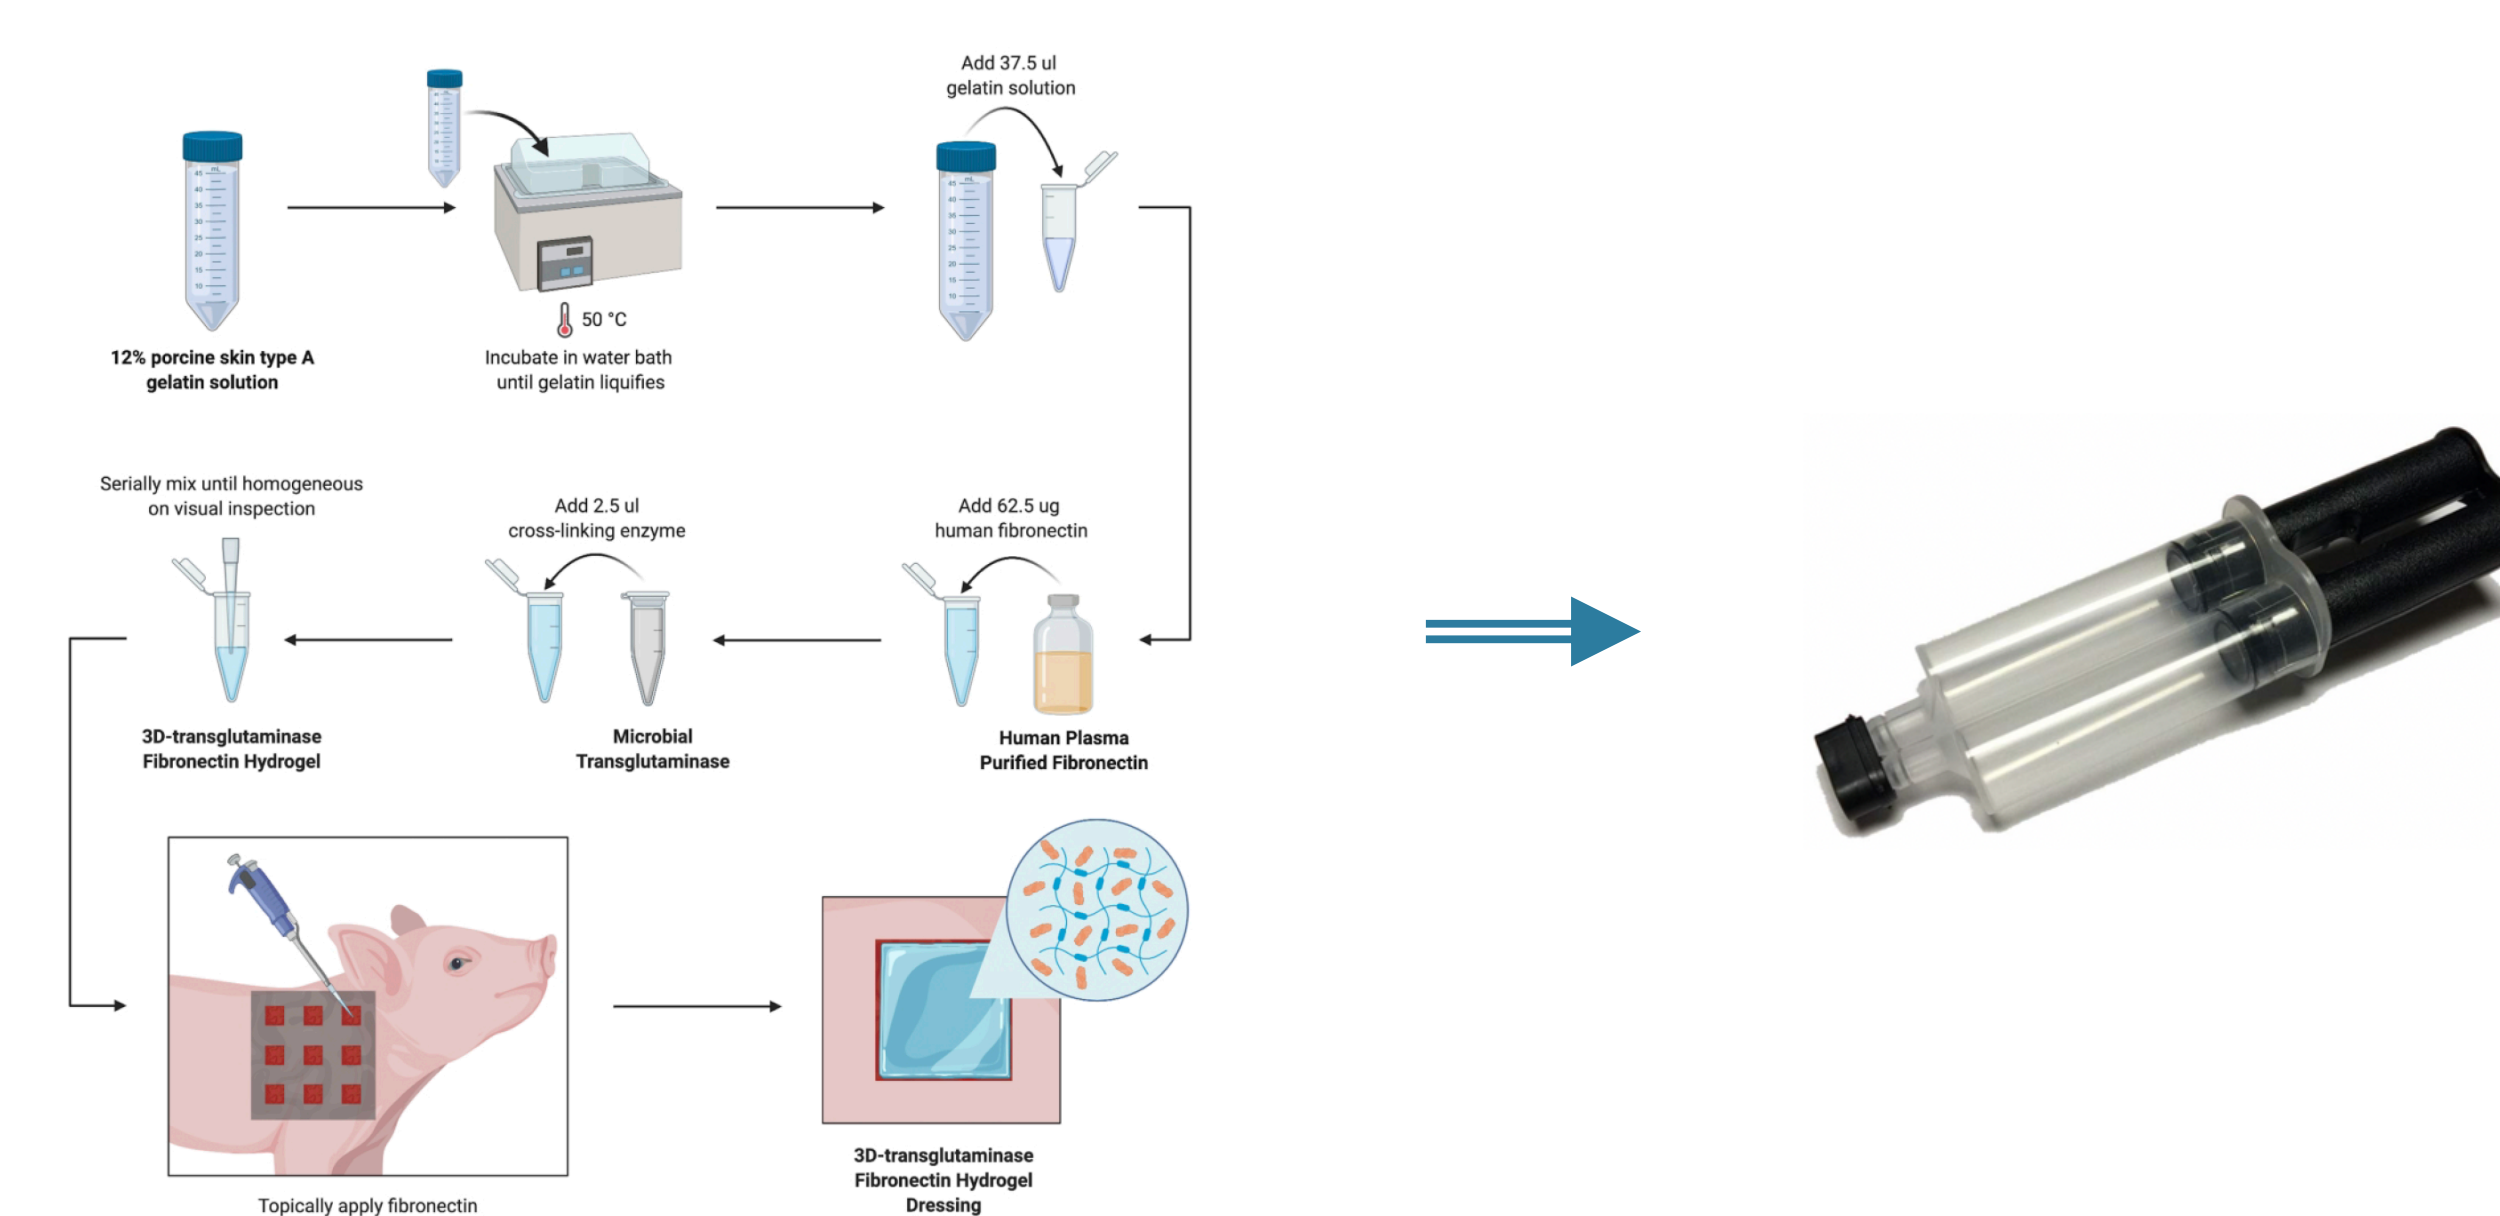 Add 37.5 ul
gelatin solution
12% porcine skin type A
gelatin solution
50 °C
Incubate in water bath
until gelatin liquifies
Serially mix until homogeneous
on visual inspection
Add 2.5 ul
cross-linking enzyme
Add 62.5 ug
human fibronectin
3D-transglutaminase
Fibronectin Hydrogel
Microbial
Transglutaminase
Human Plasma
Purified Fibronectin
Topically apply fibronectin
3D-transglutaminase
Fibronectin Hydrogel
Dressing